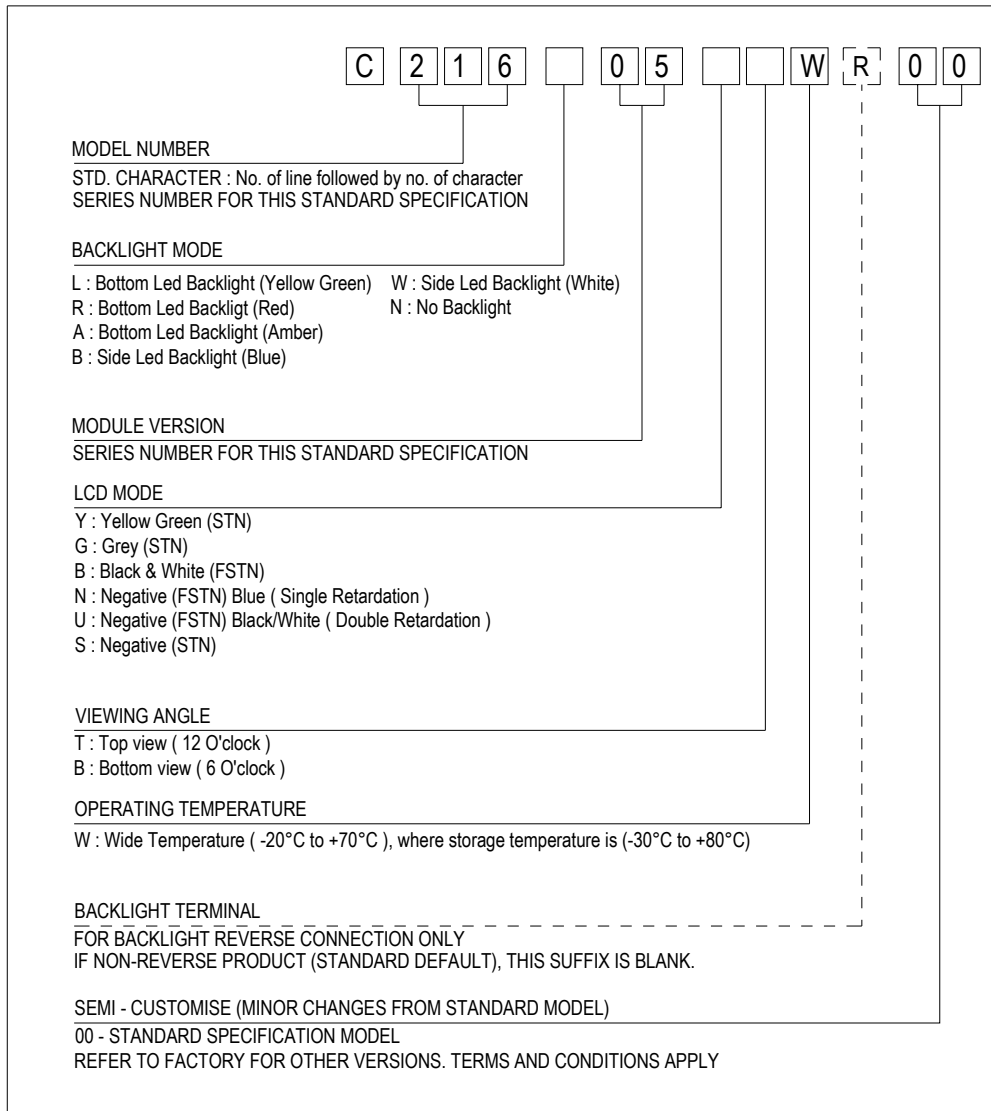 C 216 05 W R 00
MODEL NUMBER
STD. CHARACTER : No. of line followed by no. of character
SERIES NUMBER FOR THIS STANDARD SPECIFICATION
BACKLIGHT MODE
L : Bottom Led Backlight (Yellow Green) W : Side Led Backlight (White)
R : Bottom Led Backligt (Red) N : No Backlight
A : Bottom Led Backlight (Amber)
B : Side Led Backlight (Blue)
MODULE VERSION
SERIES NUMBER FOR THIS STANDARD SPECIFICATION
LCD MODE
Y : Yellow Green (STN)
G : Grey (STN)
B : Black & White (FSTN)
N : Negative (FSTN) Blue ( Single Retardation )
U : Negative (FSTN) Black/White ( Double Retardation )
S : Negative (STN)
VIEWING ANGLE
T : Top view ( 12 O'clock )
B : Bottom view ( 6 O'clock )
OPERATING TEMPERATURE
W : Wide Temperature ( -20°C to +70°C ), where storage temperature is (-30°C to +80°C)
BACKLIGHT TERMINAL
FOR BACKLIGHT REVERSE CONNECTION ONLY
IF NON-REVERSE PRODUCT (STANDARD DEFAULT), THIS SUFFIX IS BLANK.
SEMI - CUSTOMISE (MINOR CHANGES FROM STANDARD MODEL)
00 - STANDARD SPECIFICATION MODEL
REFER TO FACTORY FOR OTHER VERSIONS. TERMS AND CONDITIONS APPLY